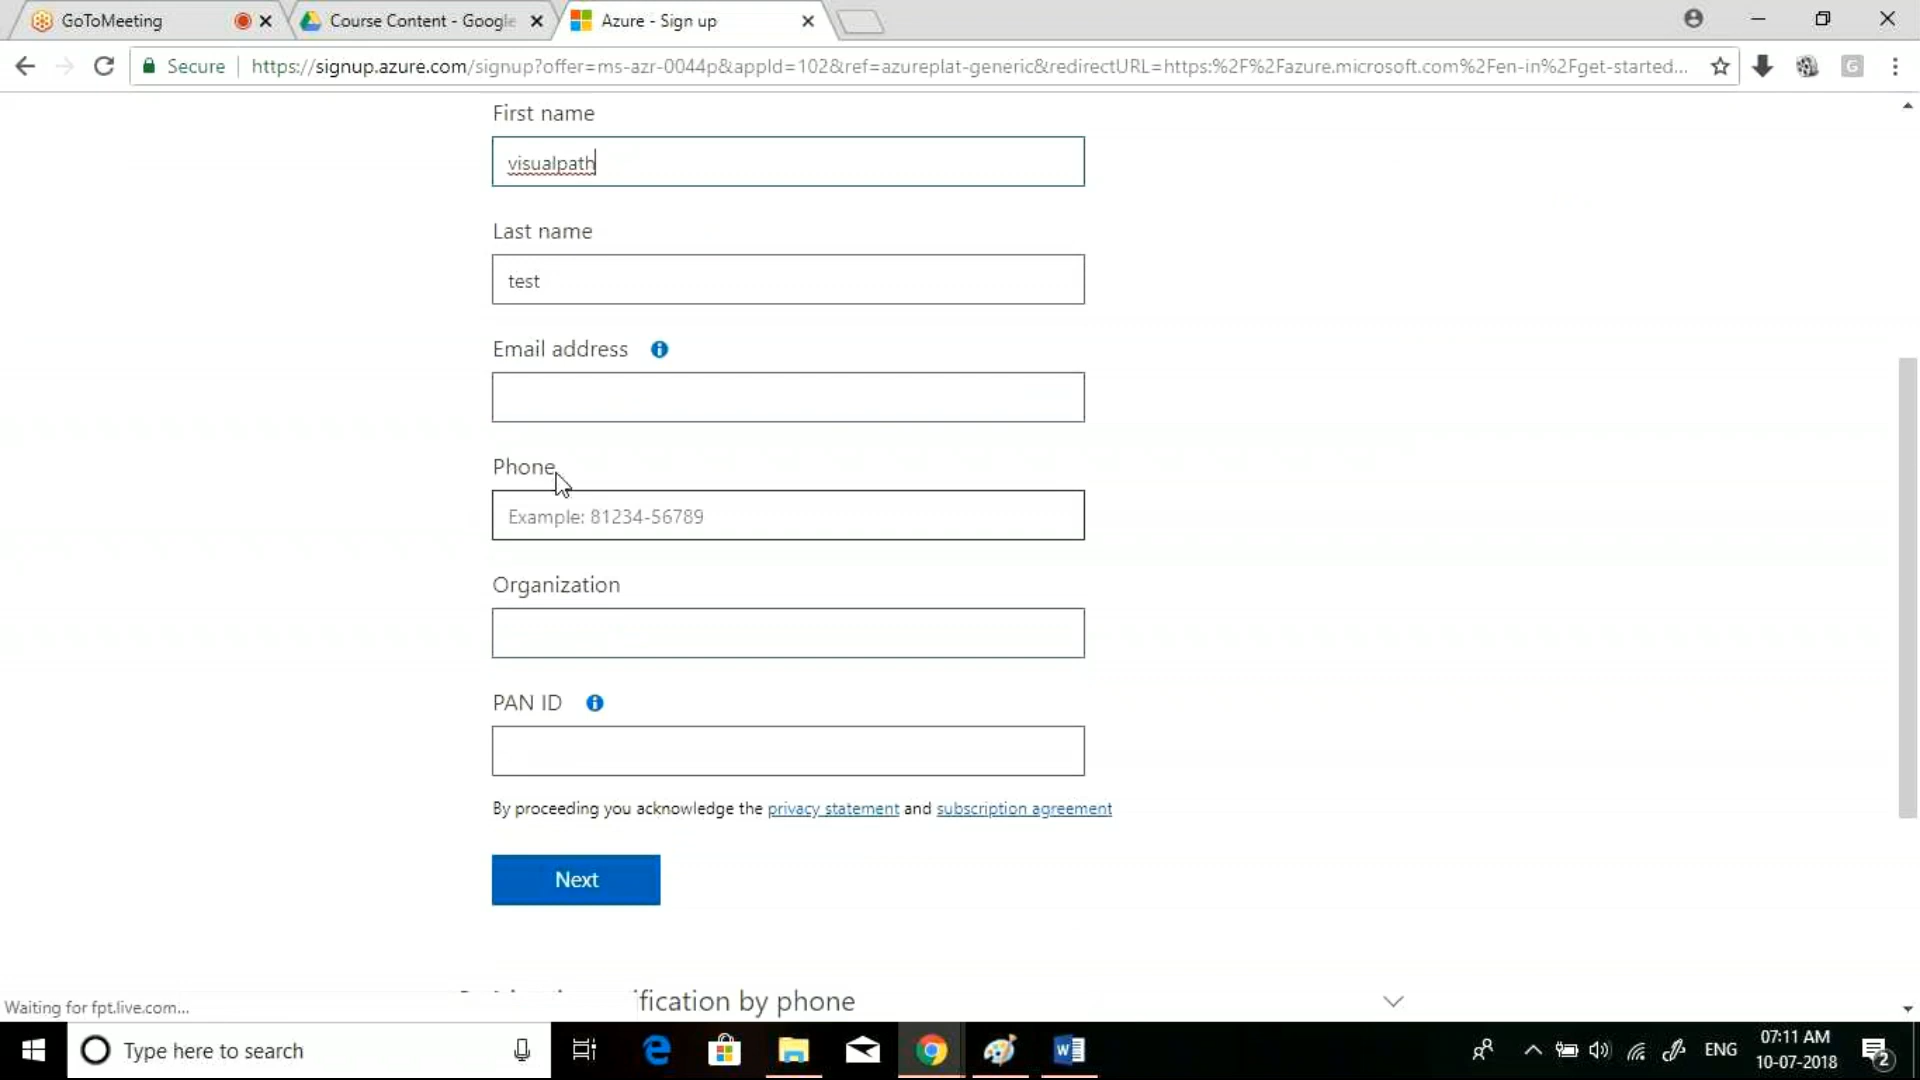 GoToMeeting
Course Content - Google
Azure - Sign up
Secure
https://signup.azure.com/signup?offer=ms-azr-0044p&appId=102&ref=azureplat-generic&redirectURL=https:%2F%2Fazure.microsoft.com%2Fen-in%2Fget-started...
G
First name
visualpath
Last name
test
Email address
Phone
Example: 81234-56789
Organization
PAN ID
By proceeding you acknowledge the privacy statement and subscription agreement
Next
ification by phone
Waiting for fpt.live.com...
Type here to search
ENG
07:11 AM
10-07-2018
2